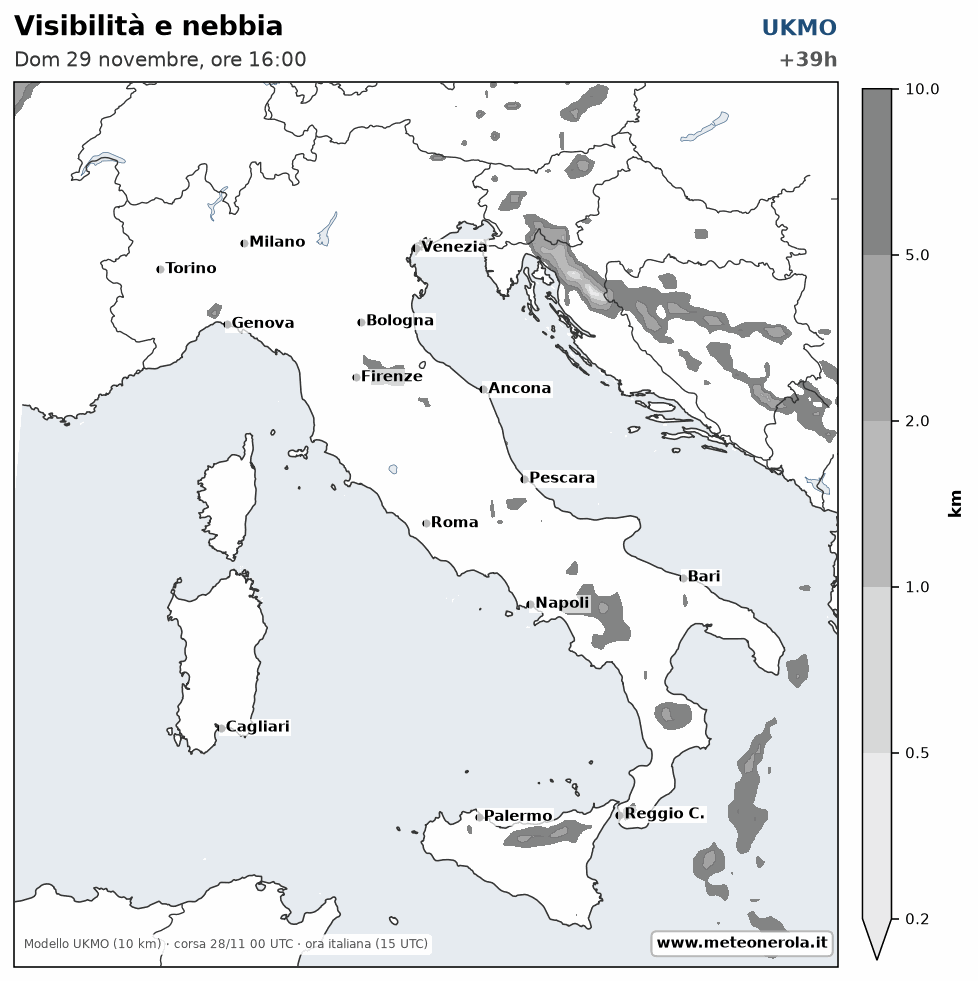 Visibilità e nebbia
UKMO
Dom 29 novembre, ore 16:00
+39h
10.0
5.0
2.0
1.0
0.5
0.2
km
Milano
Venezia
Torino
Genova
Bologna
Firenze
Ancona
Pescara
Roma
Bari
Napoli
Cagliari
Palermo
Reggio C.
Modello UKMO (10 km) · corsa 28/11 00 UTC · ora italiana (15 UTC)
www.meteonerola.it